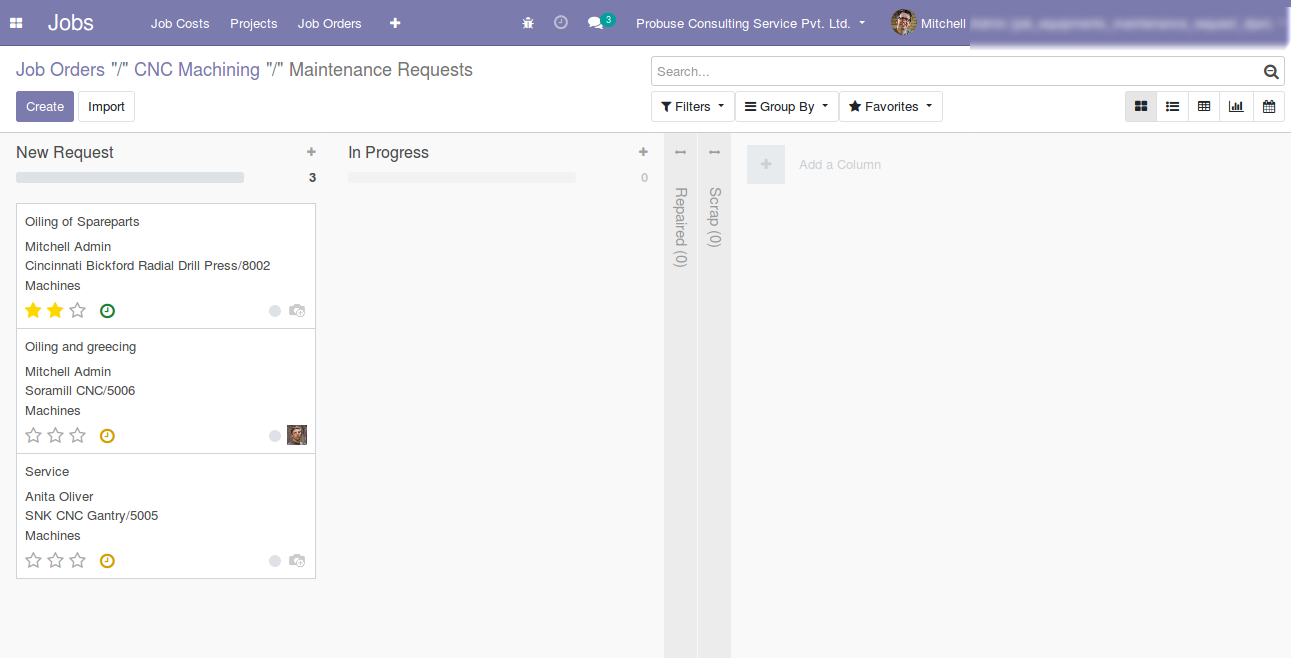 Jobs Job Costs Projects Job Orders 3 Probuse Consulting Service Pvt. Ltd. Mitchell
Job Orders "/" CNC Machining "/" Maintenance Requests
Search...
Create Import
Filters Group By Favorites
New Request
3
In Progress
0
Repaired (0)
Scrap (0)
Add a Column
Oiling of Spareparts
Mitchell Admin
Cincinnati Bickford Radial Drill Press/8002
Machines
Oiling and greecing
Mitchell Admin
Soramill CNC/5006
Machines
Service
Anita Oliver
SNK CNC Gantry/5005
Machines